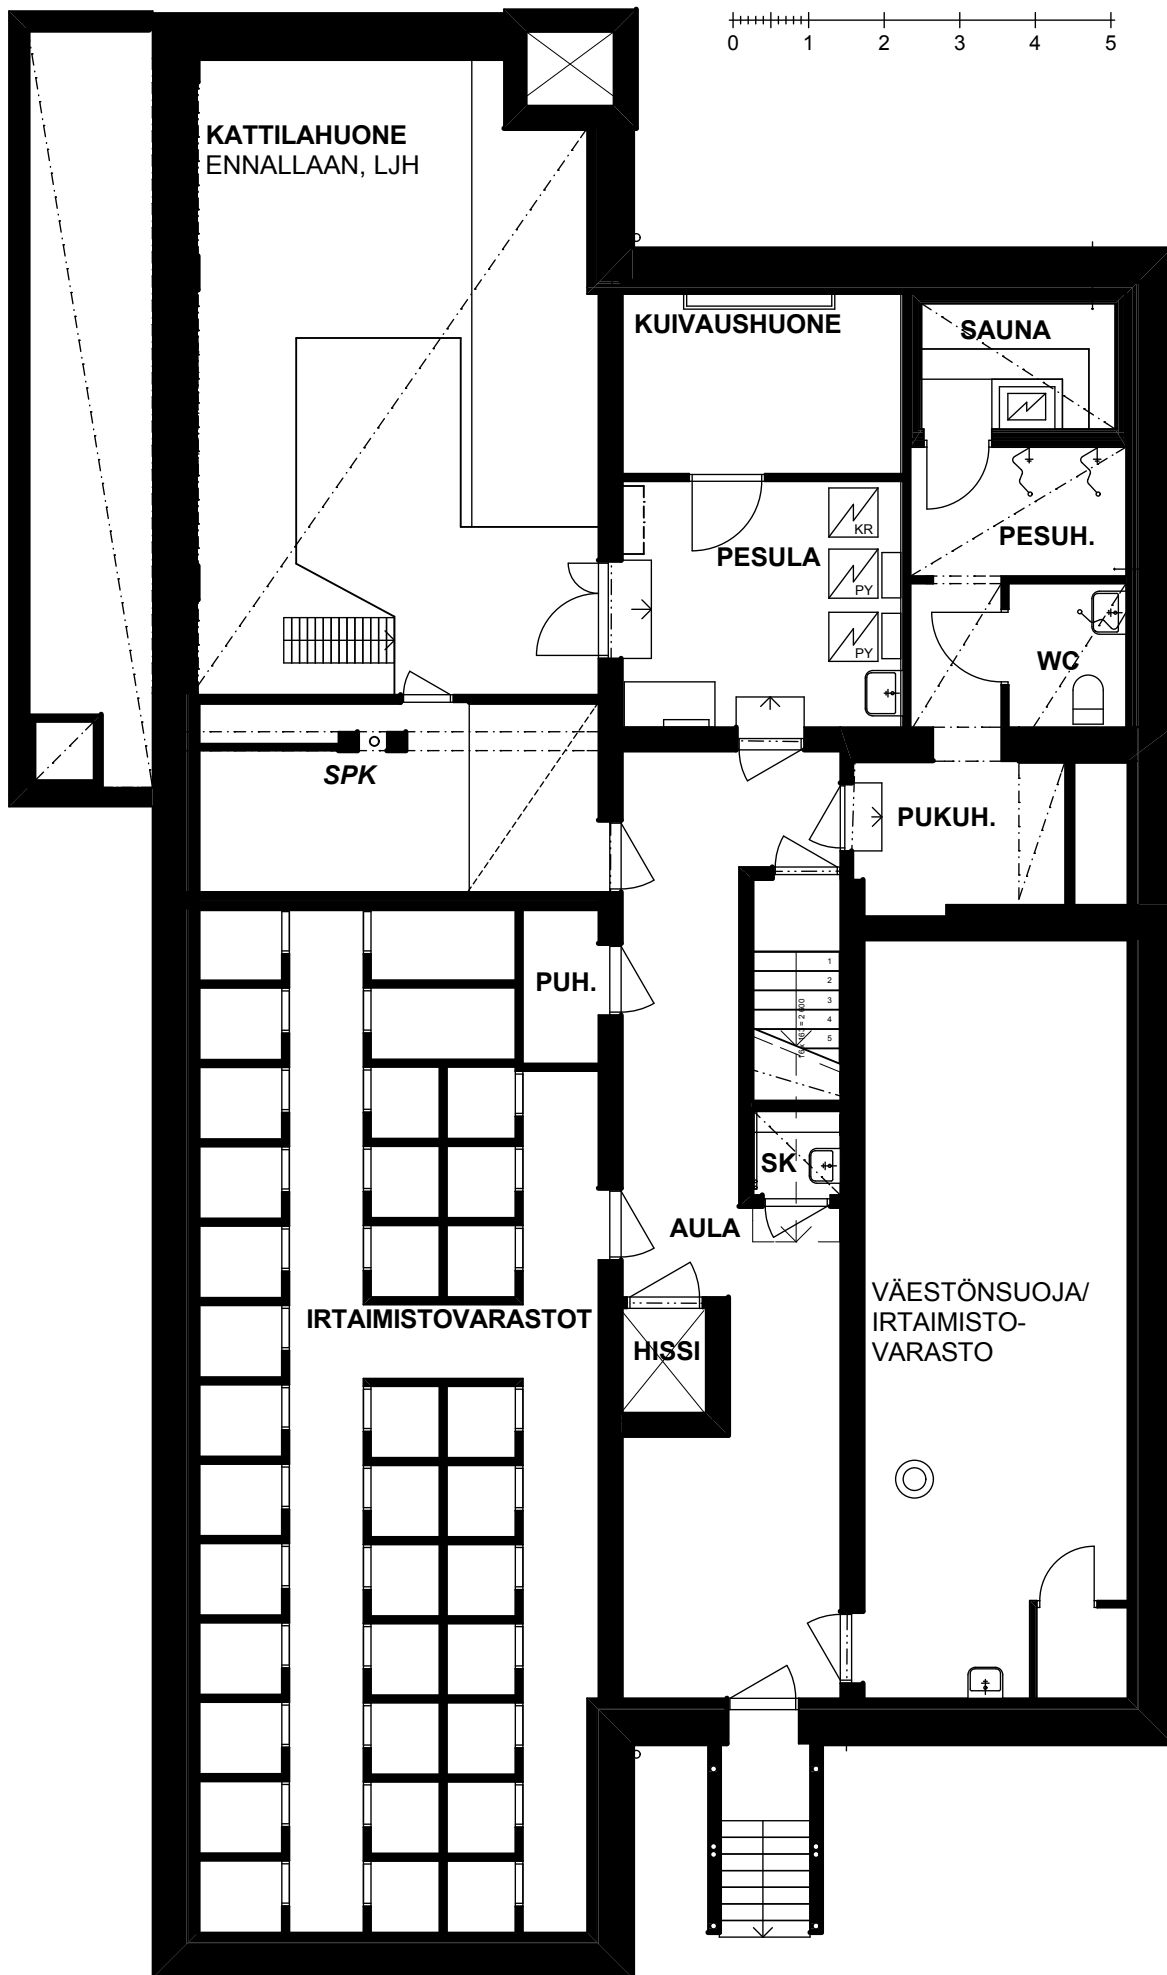 0 1 2 3 4 5
KATTILAHUONE
ENNALLAAN, LJH
KUIVAUSHUONE
SAUNA
KR
PESULA
PESUH.
PY
PY
WC
SPK
PUKUH.
PUH.
1
2
3
4
5
SK
AULA
VÄESTÖNSUOJA/
IRTAIMISTO-
VARASTO
IRTAIMISTOVARASTOT
HISSI